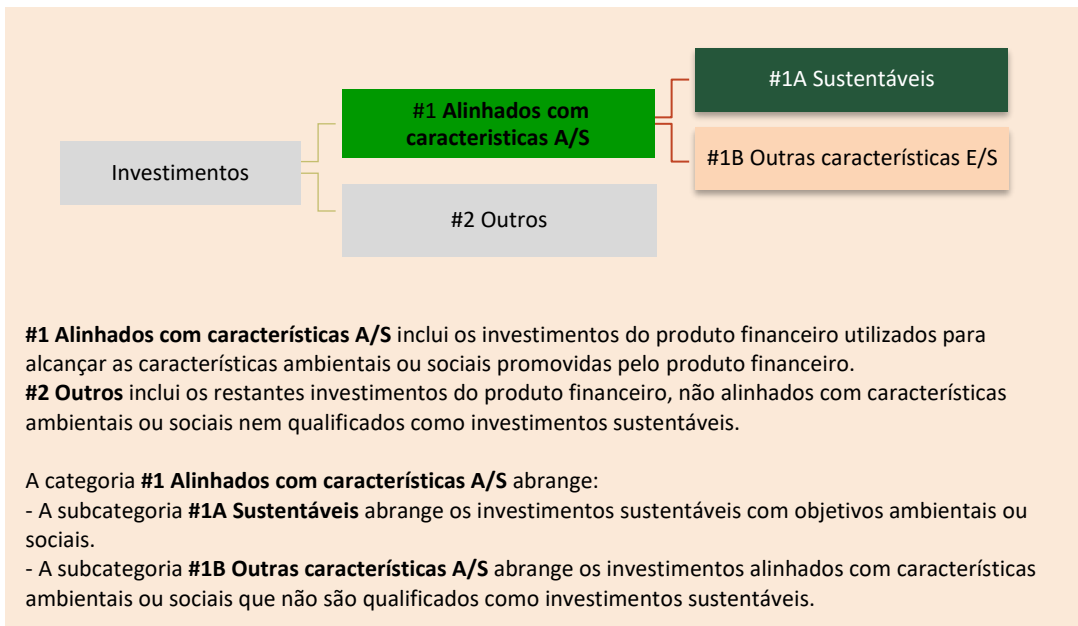 #1A Sustentáveis
#1 Alinhados com
caracteristicas A/S
#1B Outras características E/S
Investimentos
#2 Outros
#1 Alinhados com características A/S inclui os investimentos do produto financeiro utilizados para
alcançar as características ambientais ou sociais promovidas pelo produto financeiro.
#2 Outros inclui os restantes investimentos do produto financeiro, não alinhados com características
ambientais ou sociais nem qualificados como investimentos sustentáveis.
A categoria #1 Alinhados com características A/S abrange:
- A subcategoria #1A Sustentáveis abrange os investimentos sustentáveis com objetivos ambientais ou
sociais.
- A subcategoria #1B Outras características A/S abrange os investimentos alinhados com características
ambientais ou sociais que não são qualificados como investimentos sustentáveis.